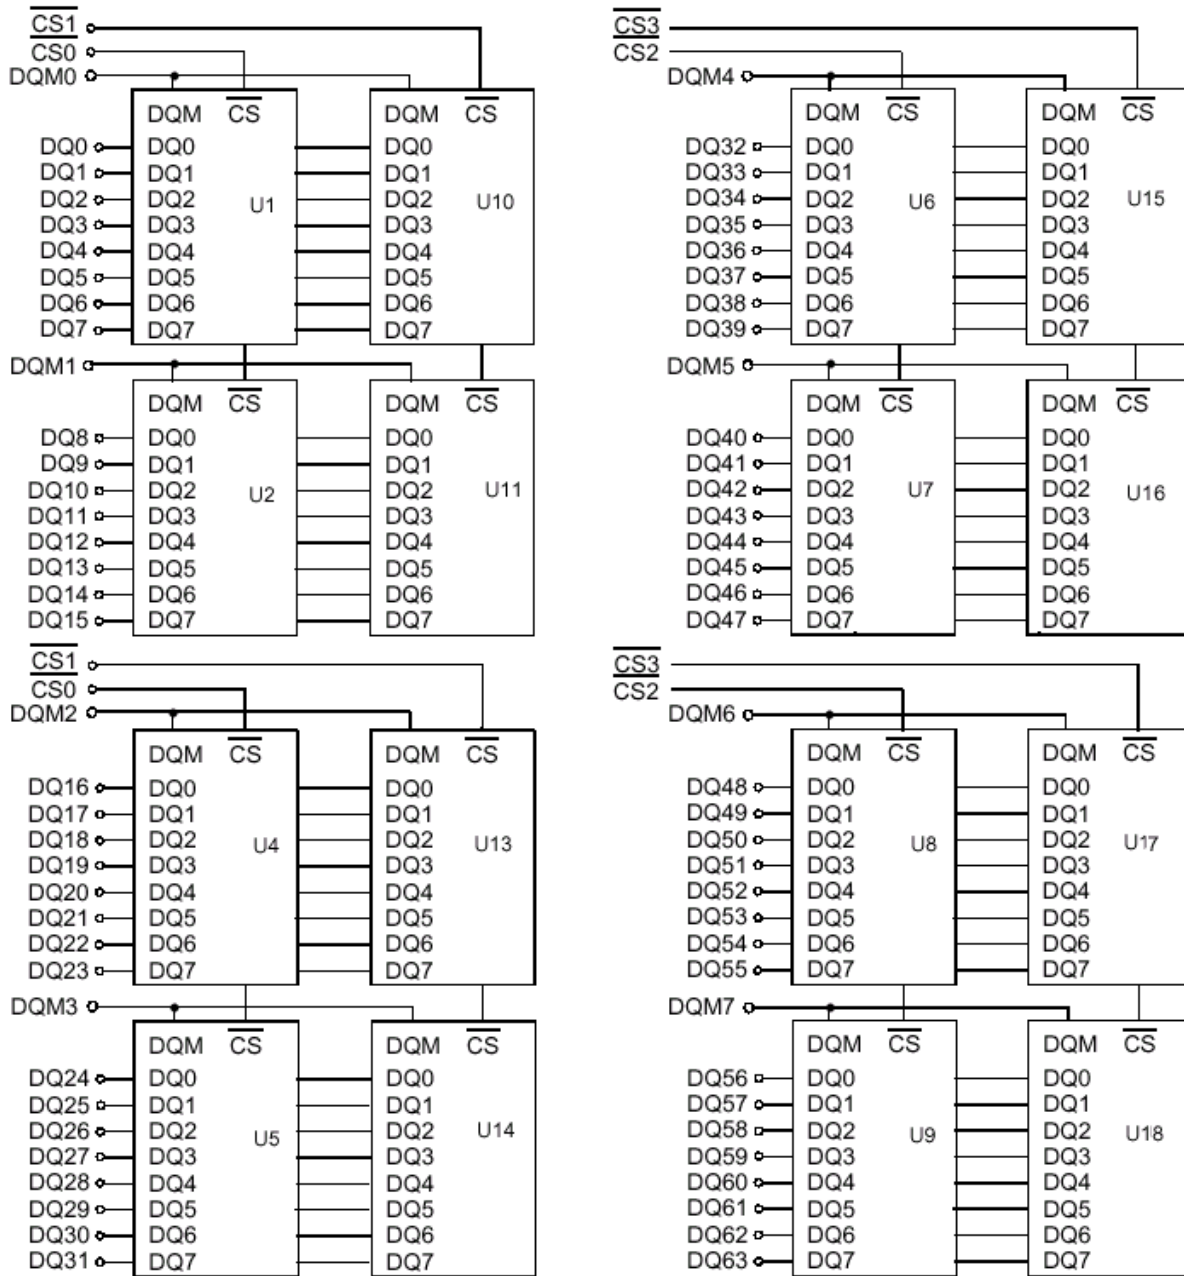 CS1
CS0
DQM0
DQM CS
DQM CS
DQ0 DQ0 DQ0
DQ1 DQ1 DQ1
DQ2 DQ2 U1 DQ2 U10
DQ3 DQ3 DQ3
DQ4 DQ4 DQ4
DQ5 DQ5 DQ5
DQ6 DQ6 DQ6
DQ7 DQ7 DQ7
DQM1
DQM CS
DQM CS
DQ8 DQ0 DQ0
DQ9 DQ1 DQ1
DQ10 DQ2 U2 DQ2 U11
DQ11 DQ3 DQ3
DQ12 DQ4 DQ4
DQ13 DQ5 DQ5
DQ14 DQ6 DQ6
DQ15 DQ7 DQ7
CS1
CS0
DQM2
DQM CS
DQM CS
DQ16 DQ0 DQ0
DQ17 DQ1 DQ1
DQ18 DQ2 U4 DQ2 U13
DQ19 DQ3 DQ3
DQ20 DQ4 DQ4
DQ21 DQ5 DQ5
DQ22 DQ6 DQ6
DQ23 DQ7 DQ7
DQM3
DQM CS
DQM CS
DQ24 DQ0 DQ0
DQ25 DQ1 DQ1
DQ26 DQ2 U5 DQ2 U14
DQ27 DQ3 DQ3
DQ28 DQ4 DQ4
DQ29 DQ5 DQ5
DQ30 DQ6 DQ6
DQ31 DQ7 DQ7
CS3
CS2
DQM4
DQM CS
DQM CS
DQ32 DQ0 DQ0
DQ33 DQ1 DQ1
DQ34 DQ2 U6 DQ2 U15
DQ35 DQ3 DQ3
DQ36 DQ4 DQ4
DQ37 DQ5 DQ5
DQ38 DQ6 DQ6
DQ39 DQ7 DQ7
DQM5
DQM CS
DQM CS
DQ40 DQ0 DQ0
DQ41 DQ1 DQ1
DQ42 DQ2 U7 DQ2 U16
DQ43 DQ3 DQ3
DQ44 DQ4 DQ4
DQ45 DQ5 DQ5
DQ46 DQ6 DQ6
DQ47 DQ7 DQ7
CS3
CS2
DQM6
DQM CS
DQM CS
DQ48 DQ0 DQ0
DQ49 DQ1 DQ1
DQ50 DQ2 U8 DQ2 U17
DQ51 DQ3 DQ3
DQ52 DQ4 DQ4
DQ53 DQ5 DQ5
DQ54 DQ6 DQ6
DQ55 DQ7 DQ7
DQM7
DQM CS
DQM CS
DQ56 DQ0 DQ0
DQ57 DQ1 DQ1
DQ58 DQ2 U9 DQ2 U18
DQ59 DQ3 DQ3
DQ60 DQ4 DQ4
DQ61 DQ5 DQ5
DQ62 DQ6 DQ6
DQ63 DQ7 DQ7